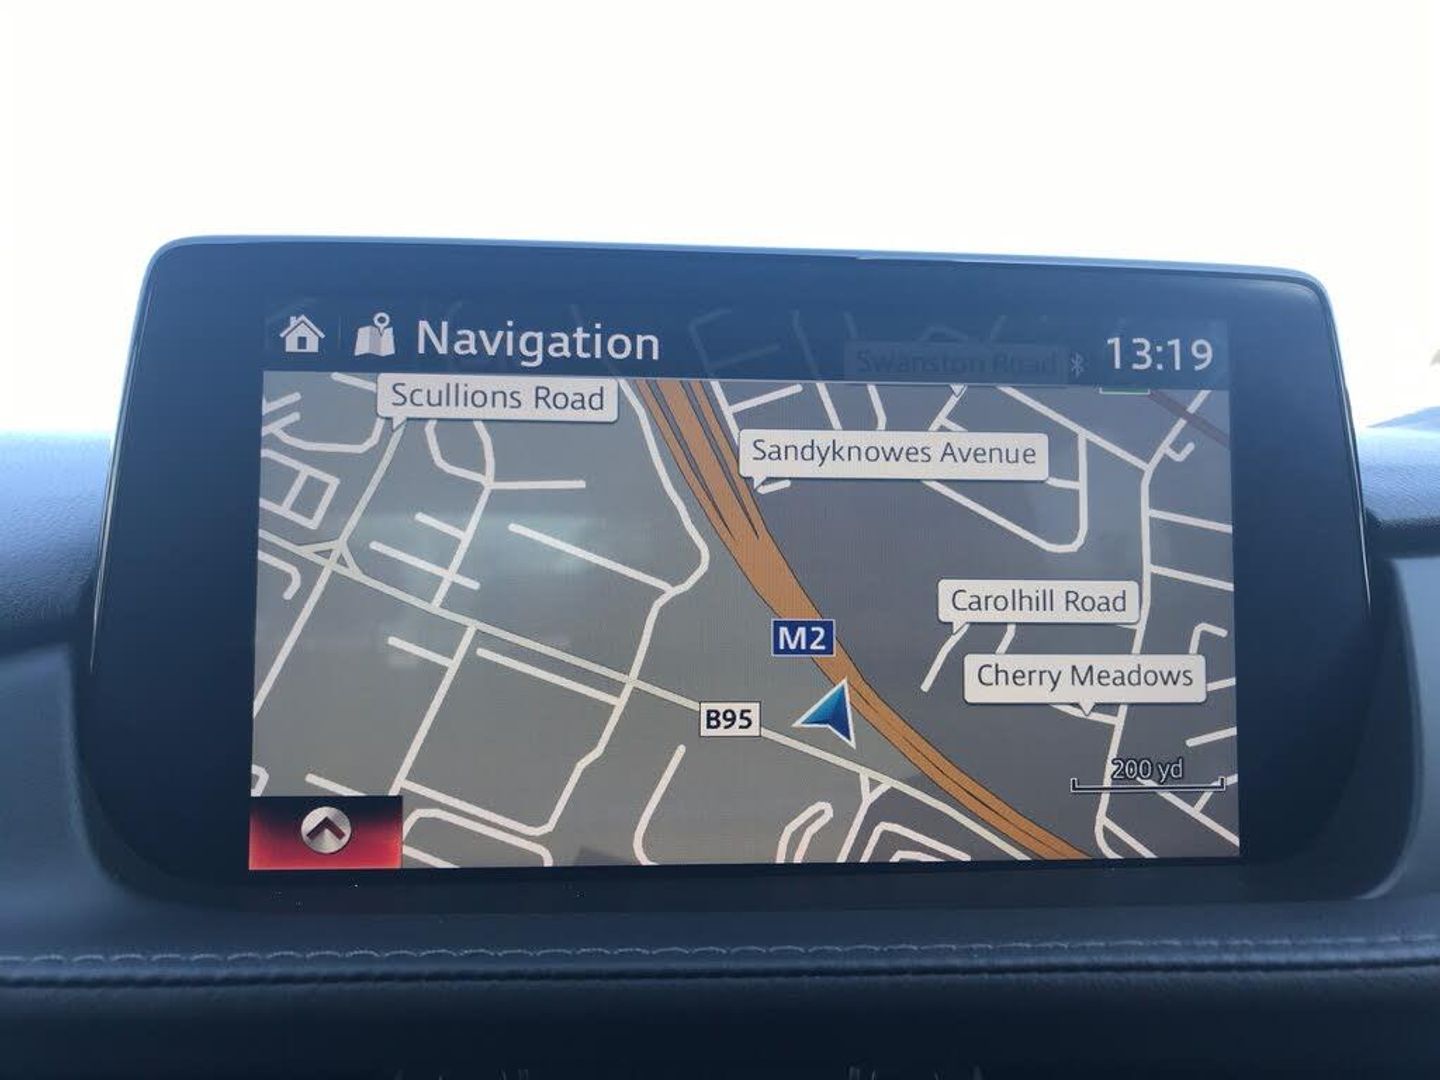 Navigation
Swanston Road
13:19
Scullions Road
Sandyknowes Avenue
Carolhill Road
M2
Cherry Meadows
B95
200 yd